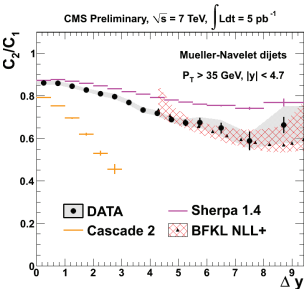 CMS Preliminary, √s = 7 TeV, ∫Ldt = 5 pb⁻¹
C₂/C₁
Mueller-Navelet dijets
P_T > 35 GeV, |y| < 4.7
1
0.8
0.6
0.4
0.2
0
DATA
Sherpa 1.4
Cascade 2
BFKL NLL+
0 1 2 3 4 5 6 7 8 9
Δ y